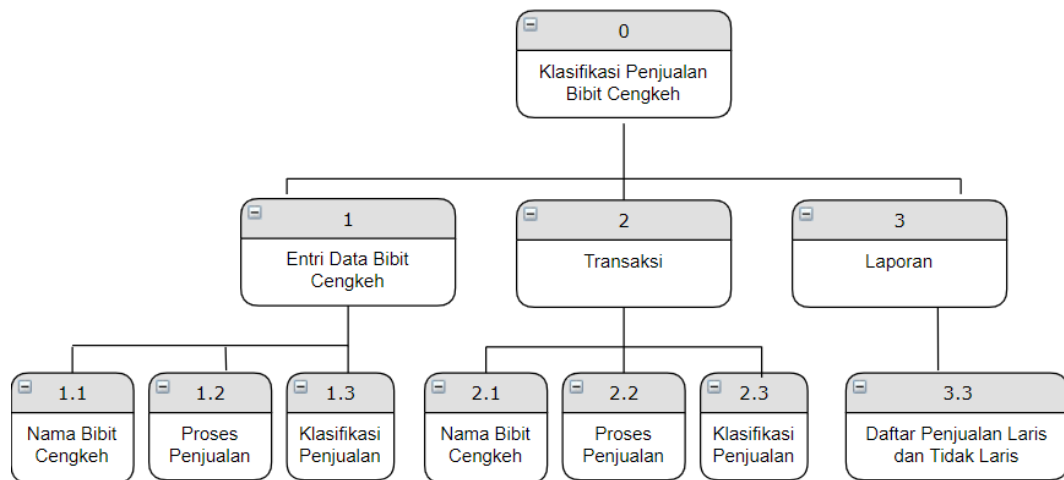 0
Klasifikasi Penjualan
Bibit Cengkeh
1
Entri Data Bibit
Cengkeh
2
Transaksi
3
Laporan
1.1
Nama Bibit
Cengkeh
1.2
Proses
Penjualan
1.3
Klasifikasi
Penjualan
2.1
Nama Bibit
Cengkeh
2.2
Proses
Penjualan
2.3
Klasifikasi
Penjualan
3.3
Daftar Penjualan Laris
dan Tidak Laris